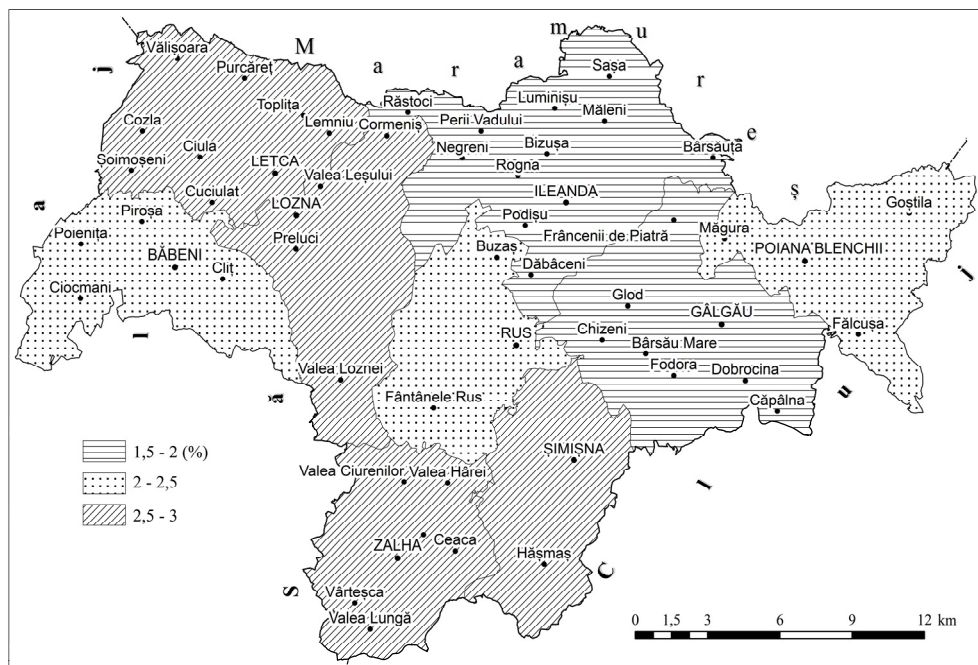 M a r a m u r e ș
S ă l a j
C l u j
Vălișoara
Purcăreț
Toplița
Lemniu
Cozla
Ciula
Șoimoșeni
LETCA
Cuciulat
Cormeniș
Valea Leșului
LOZNA
Preluci
Valea Loznei
Piroșa
Poienița
BĂBENI
Cliț
Ciocmani
Răstoci
Perii Vadului
Negreni
Luminișu
Sașa
Măleni
Bizușa
Rogna
Bârsăuța
ILEANDA
Podișu
Dăbâceni
Buzaș
RUS
Fântânele Rus
Frâncenii de Piatră
Glod
GÂLGĂU
Chizeni
Bârsău Mare
Fodora
Dobrocina
Căpâlna
Măgura
POIANA BLENCHII
Goștila
Fălcușa
ȘIMIȘNA
Hășmaș
Valea Ciurenilor
Valea Hârei
ZALHA
Ceaca
Vârteșca
Valea Lungă
1,5 - 2 (%)
2 - 2,5
2,5 - 3
0 1,5 3 6 9 12 km